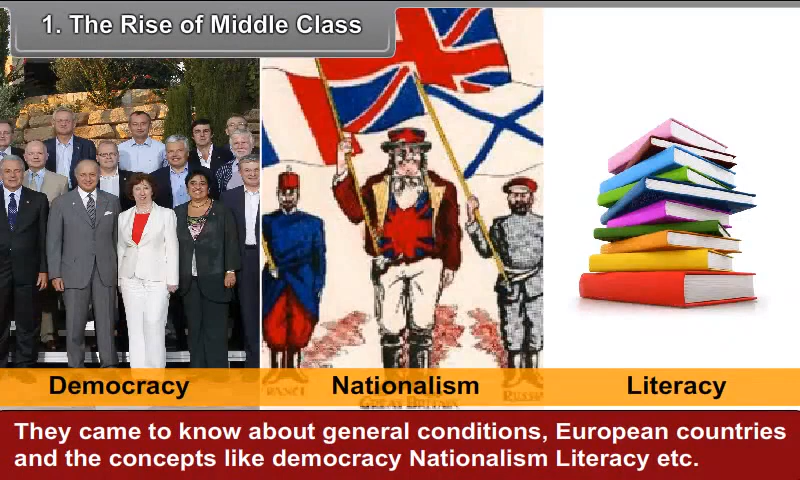 1. The Rise of Middle Class
Democracy
Nationalism
Literacy
They came to know about general conditions, European countries
and the concepts like democracy Nationalism Literacy etc.